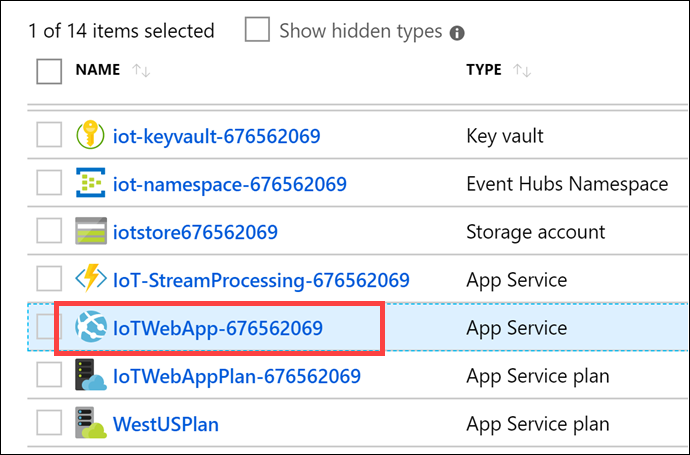 1 of 14 items selected Show hidden types
NAME TYPE
iot-keyvault-676562069 Key vault
iot-namespace-676562069 Event Hubs Namespace
iotstore676562069 Storage account
IoT-StreamProcessing-676562069 App Service
IoTWebApp-676562069 App Service
IoTWebAppPlan-676562069 App Service plan
WestUSPlan App Service plan